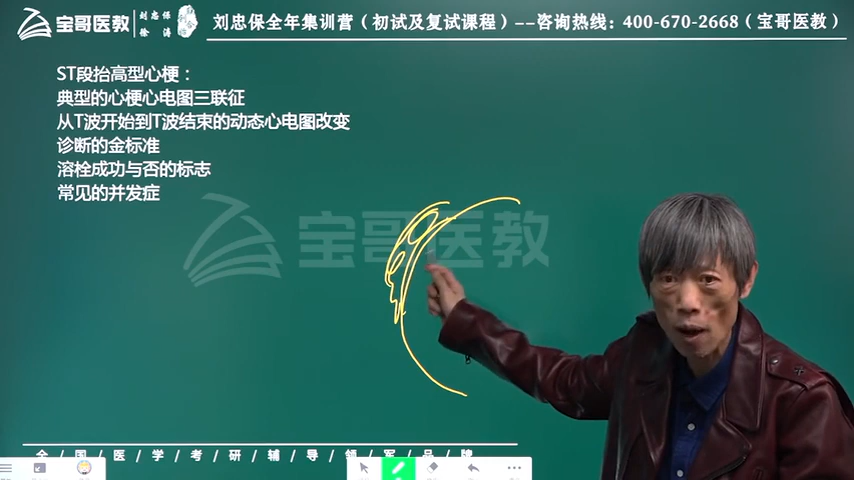 宝哥医教 刘忠保 徐涛
刘忠保全年集训营(初试及复试课程)--咨询热线：400-670-2668(宝哥医教)
ST段抬高型心梗：
典型的心梗心电图三联征
从T波开始到T波结束的动态心电图改变
诊断的金标准
溶栓成功与否的标志
常见的并发症
宝哥医教
全/国/医/学/考/研/辅/导/领/军/品/牌